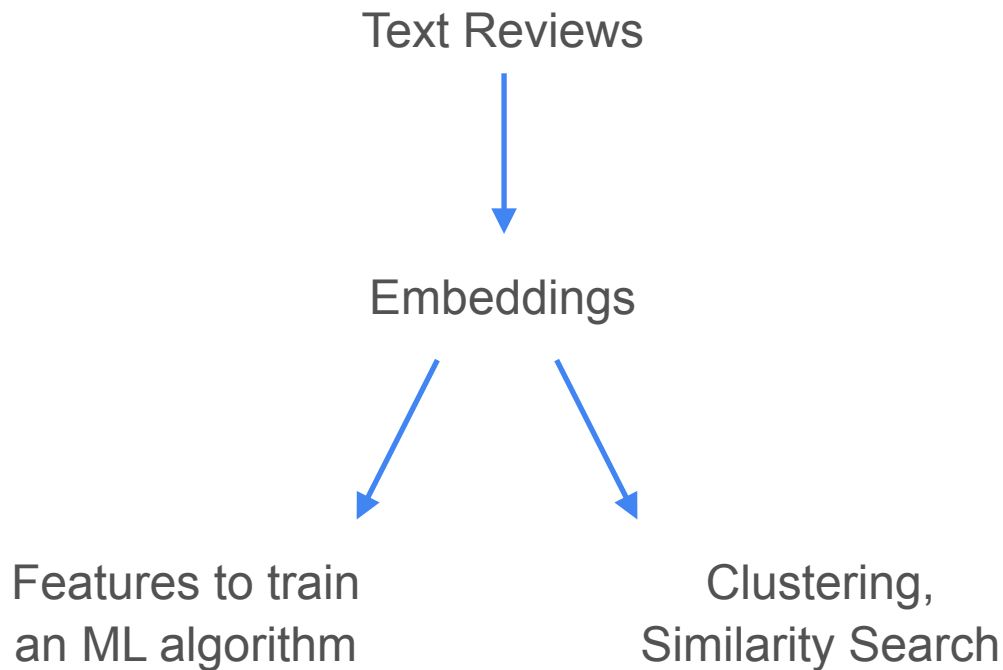 Text Reviews
Embeddings
Features to train
an ML algorithm
Clustering,
Similarity Search